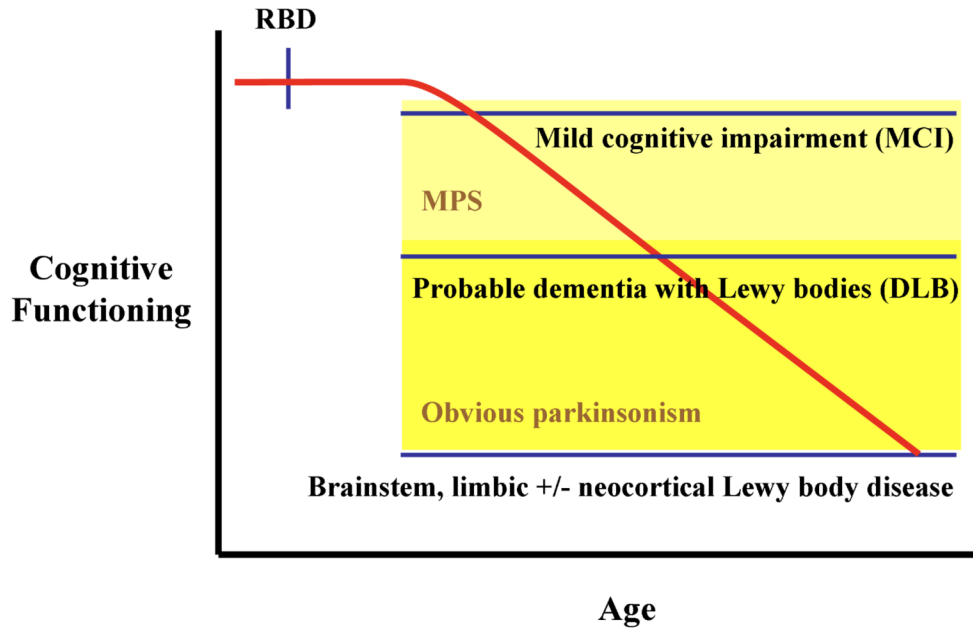 RBD
Mild cognitive impairment (MCI)
MPS
Cognitive
Functioning
Probable dementia with Lewy bodies (DLB)
Obvious parkinsonism
Brainstem, limbic +/- neocortical Lewy body disease
Age